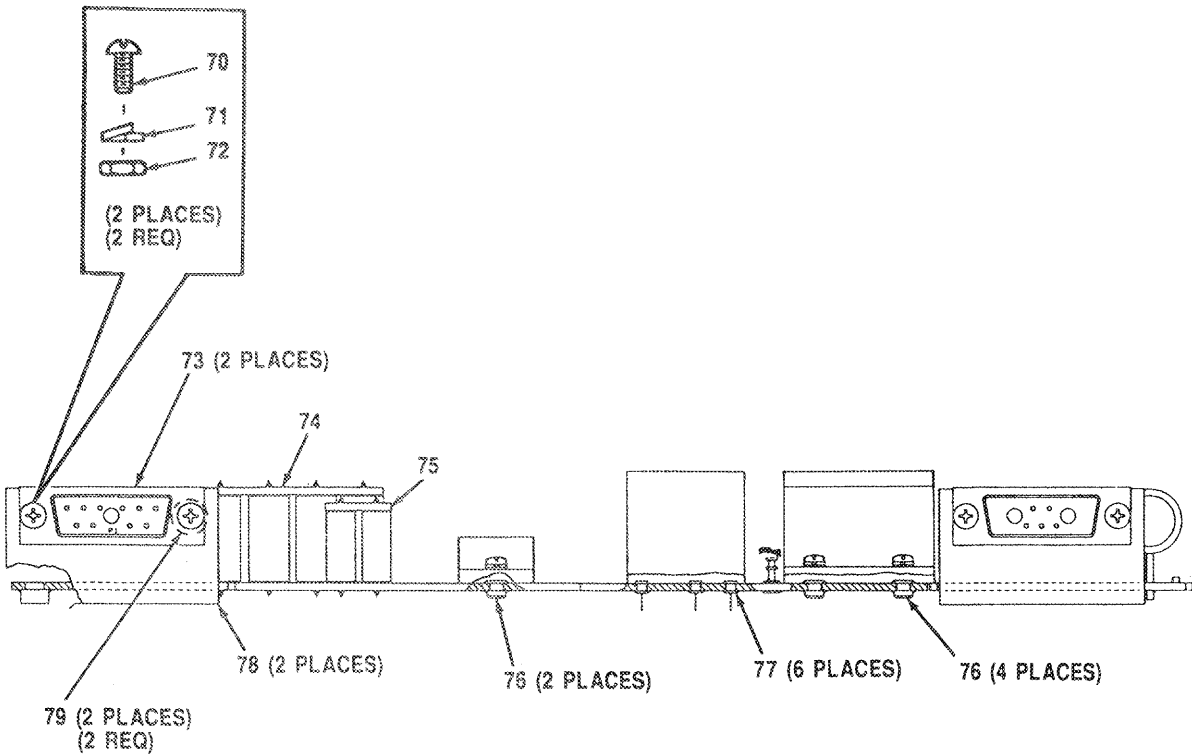 70
71
72
(2 PLACES)
(2 REQ)
73 (2 PLACES)
74
75
78 (2 PLACES)
76 (2 PLACES)
77 (6 PLACES)
76 (4 PLACES)
79 (2 PLACES)
(2 REQ)